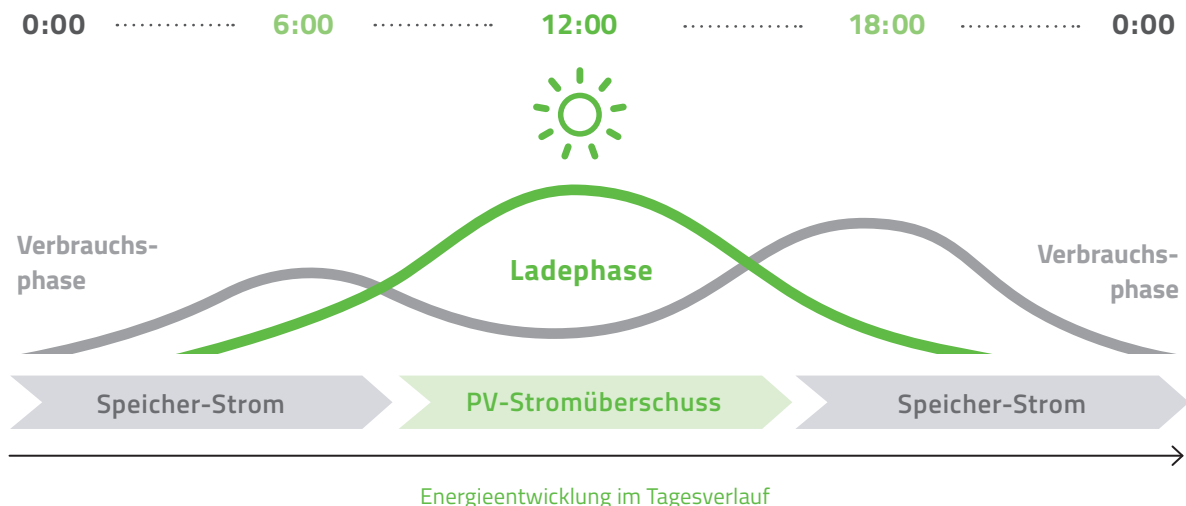 0:00 6:00 12:00 18:00 0:00
Verbrauchs-
phase
Ladephase
Verbrauchs-
phase
Speicher-Strom PV-Stromüberschuss Speicher-Strom
Energieentwicklung im Tagesverlauf